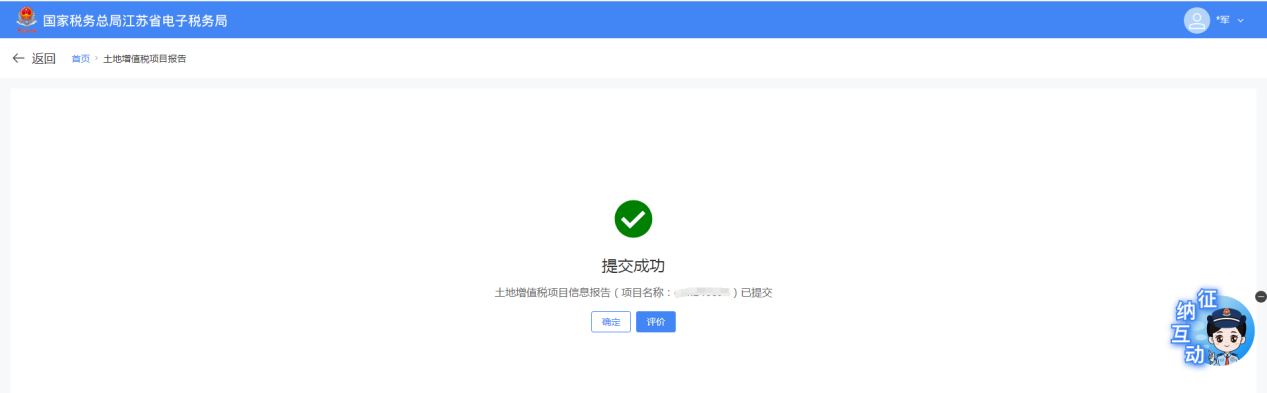 国家税务总局江苏省电子税务局
*军
返回 首页 > 土地增值税项目报告
提交成功
土地增值税项目信息报告（项目名称： ）已提交
确定 评价
征纳互动